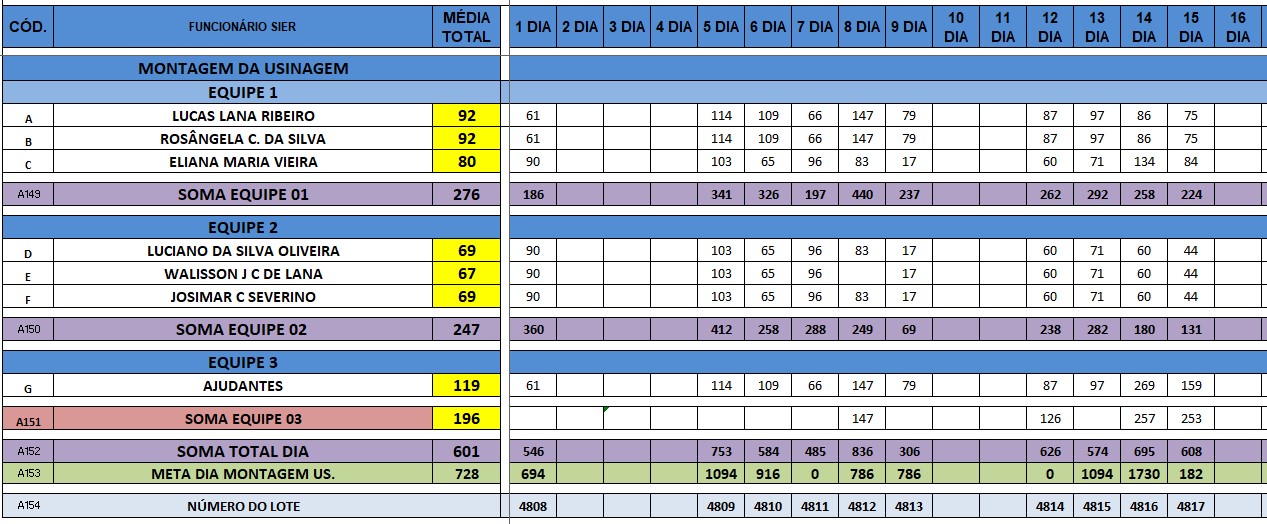 CÓD. FUNCIONÁRIO SIER MÉDIA TOTAL 1 DIA 2 DIA 3 DIA 4 DIA 5 DIA 6 DIA 7 DIA 8 DIA 9 DIA 10 DIA 11 DIA 12 DIA 13 DIA 14 DIA 15 DIA 16 DIA
MONTAGEM DA USINAGEM
EQUIPE 1
A LUCAS LANA RIBEIRO 92 61 114 109 66 147 79 87 97 86 75
B ROSÂNGELA C. DA SILVA 92 61 114 109 66 147 79 87 97 86 75
C ELIANA MARIA VIEIRA 80 90 103 65 96 83 17 60 71 134 84
A149 SOMA EQUIPE 01 276 186 341 326 197 440 237 262 292 258 224
EQUIPE 2
D LUCIANO DA SILVA OLIVEIRA 69 90 103 65 96 83 17 60 71 60 44
E WALISSON J C DE LANA 67 90 103 65 96 17 60 71 60 44
F JOSIMAR C SEVERINO 69 90 103 65 96 83 17 60 71 60 44
A150 SOMA EQUIPE 02 247 360 412 258 288 249 69 238 282 180 131
EQUIPE 3
G AJUDANTES 119 61 114 109 66 147 79 87 97 269 159
A151 SOMA EQUIPE 03 196 147 126 257 253
A152 SOMA TOTAL DIA 601 546 753 584 485 836 306 626 574 695 608
A153 META DIA MONTAGEM US. 728 694 1094 916 0 786 786 0 1094 1730 182
A154 NÚMERO DO LOTE 4808 4809 4810 4811 4812 4813 4814 4815 4816 4817